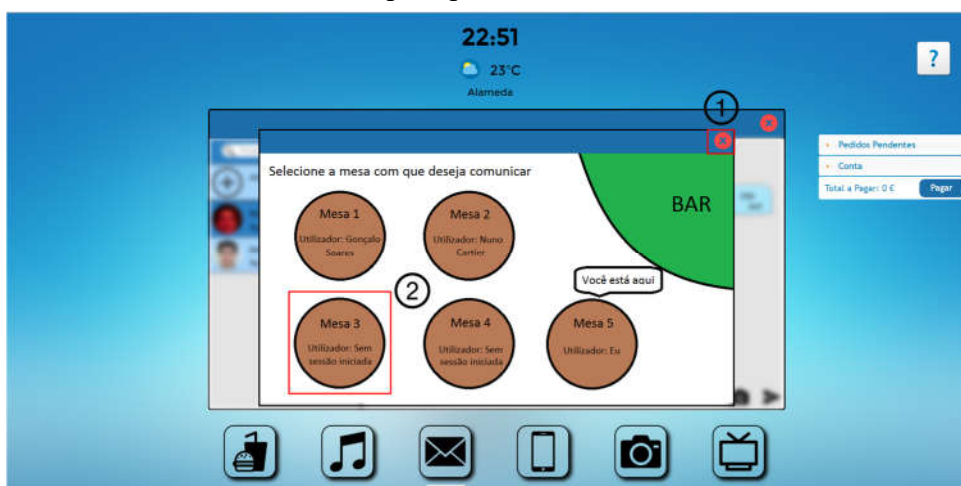 22:51
23°C
Alameda
?
1
Pedidos Pendentes
Conta
Total a Pagar: 0 €
Pagar
Selecione a mesa com que deseja comunicar
BAR
Mesa 1
Utilizador: Gonçalo
Soares
Mesa 2
Utilizador: Nuno
Cartier
2
Você está aqui
Mesa 3
Utilizador: Sem
sessão iniciada
Mesa 4
Utilizador: Sem
sessão iniciada
Mesa 5
Utilizador: Eu